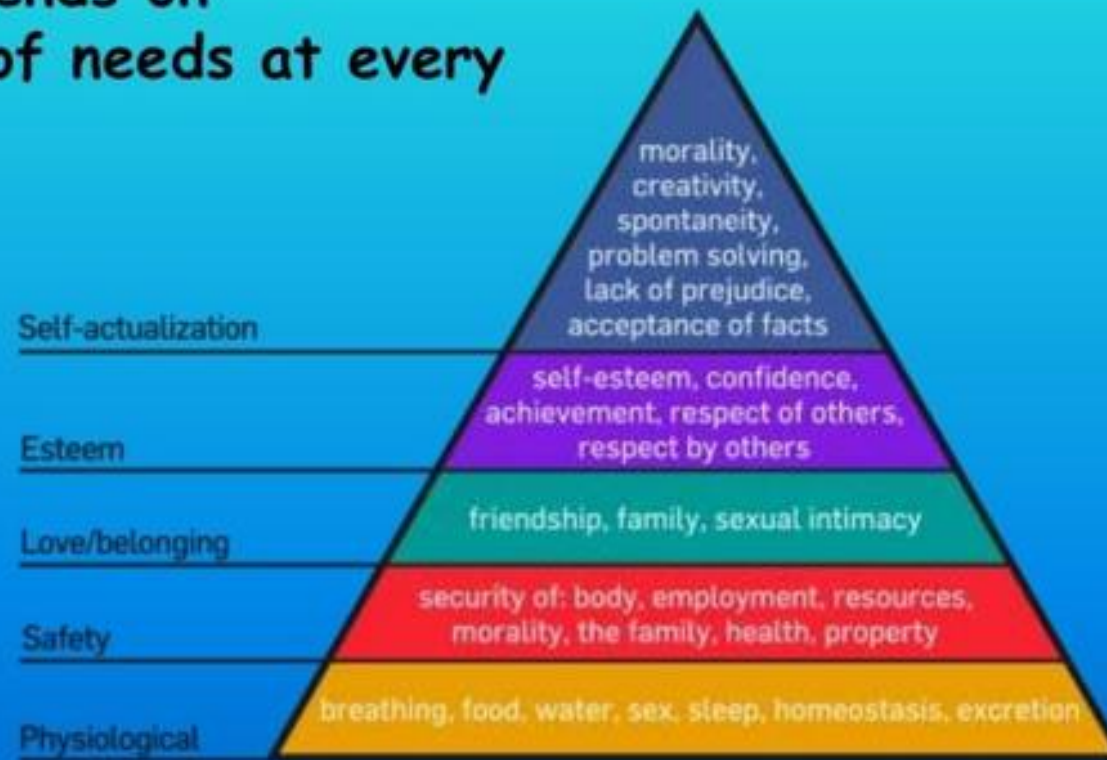 of needs at every
morality,
creativity,
spontaneity,
problem solving,
lack of prejudice,
acceptance of facts
Self-actualization
self-esteem, confidence,
achievement, respect of others,
respect by others
Esteem
friendship, family, sexual intimacy
Love/belonging
security of: body, employment, resources,
morality, the family, health, property
Safety
breathing, food, water, sex, sleep, homeostasis, excretion
Physiological